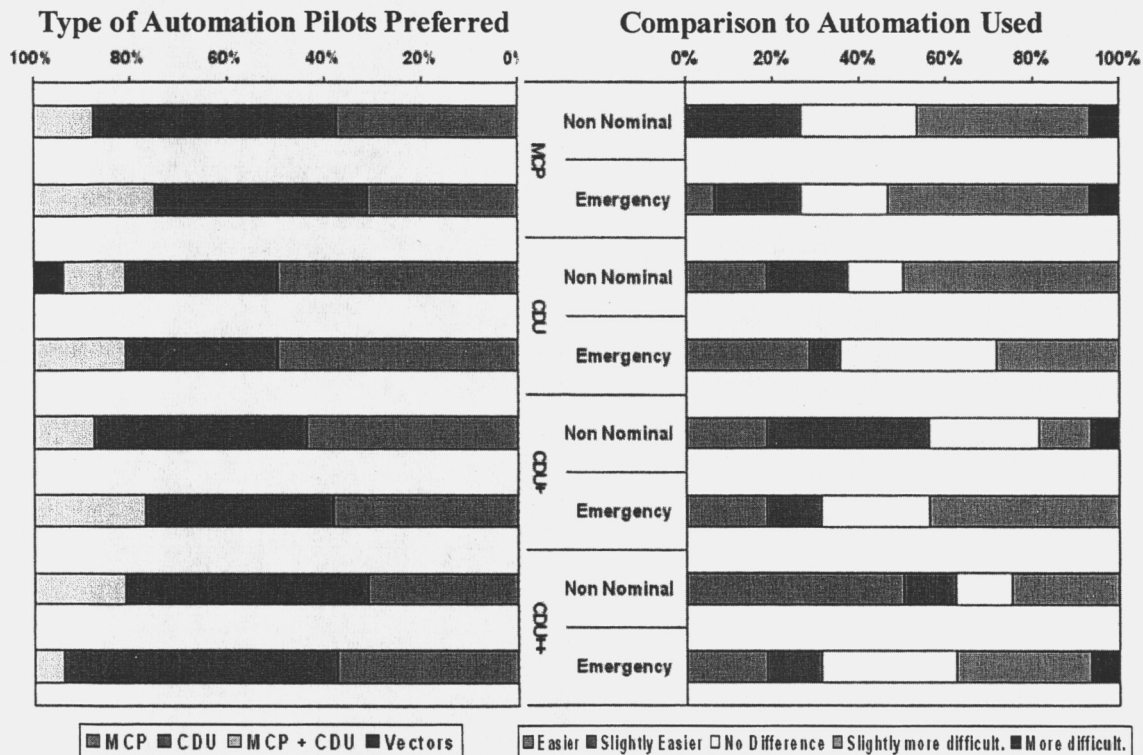 Type of Automation Pilots Preferred
Comparison to Automation Used
100% 80% 60% 40% 20% 0%
0% 20% 40% 60% 80% 100%
MCP
Non Nominal
Emergency
CDU
Non Nominal
Emergency
CDU+
Non Nominal
Emergency
CDU++
Non Nominal
Emergency
MCP CDU MCP + CDU Vectors
Easier Slightly Easier No Difference Slightly more difficult. More difficult.